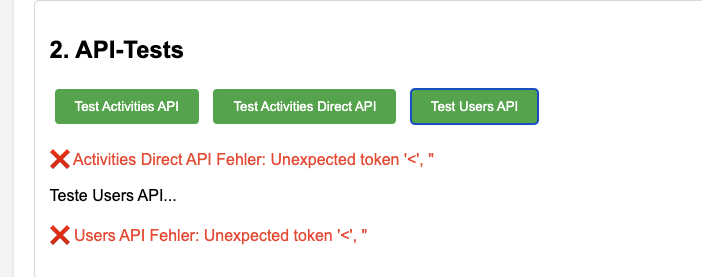 2. API-Tests
Test Activities API Test Activities Direct API Test Users API
❌ Activities Direct API Fehler: Unexpected token '<', "
Teste Users API...
❌ Users API Fehler: Unexpected token '<', "